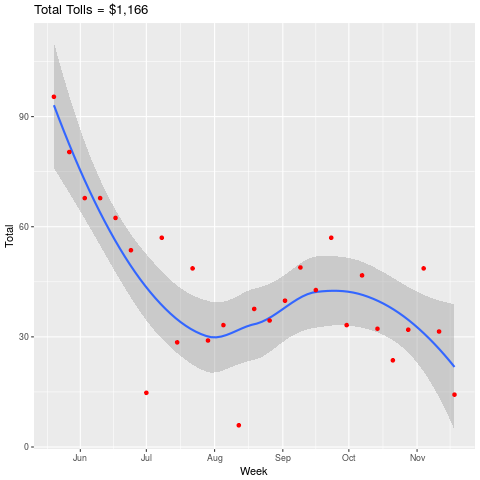 Total Tolls = $1,166
90
60
30
0
Total
Jun Jul Aug Sep Oct Nov
Week